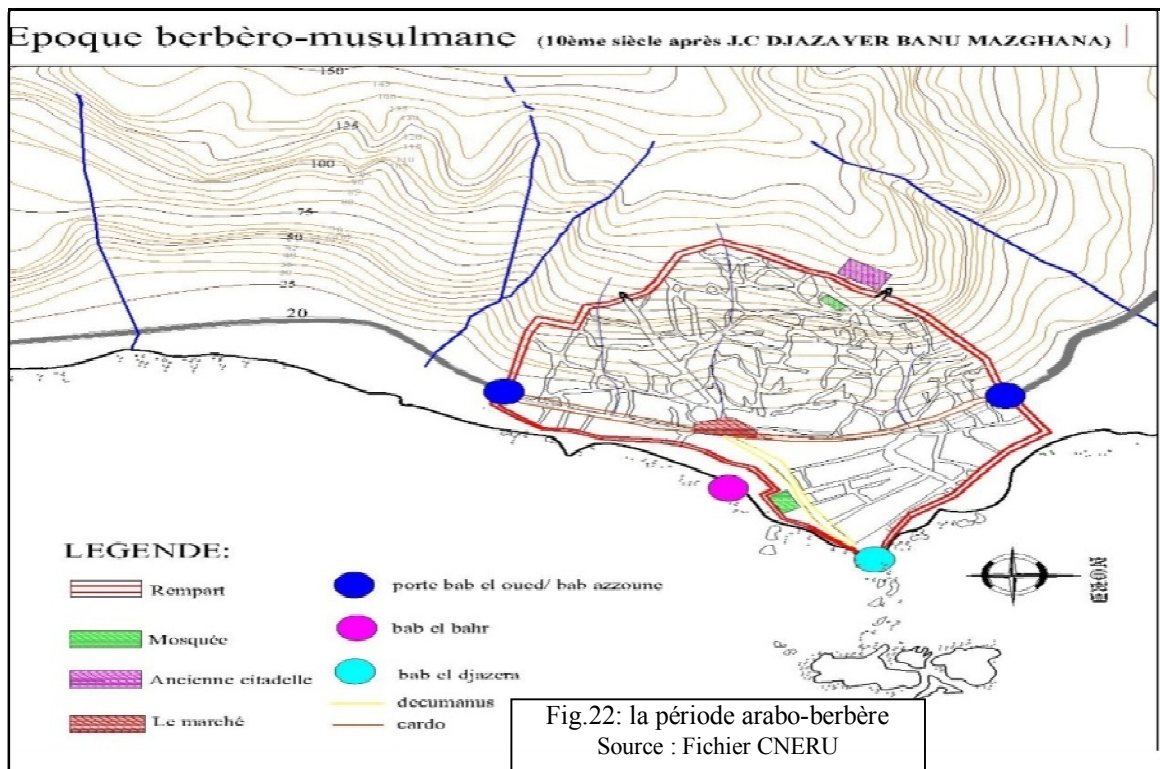 Epoque berbèro-musulmane (10ème siècle après J.C DJAZAYER BANU MAZGHANA)
150
125
100
75
50
25
20
LEGENDE:
Rempart
Mosquée
Ancienne citadelle
Le marché
porte bab el oued/ bab azzoune
bab el bahr
bab el djazera
decumanus
cardo
NORD
Fig.22: la période arabo-berbère
Source : Fichier CNERU